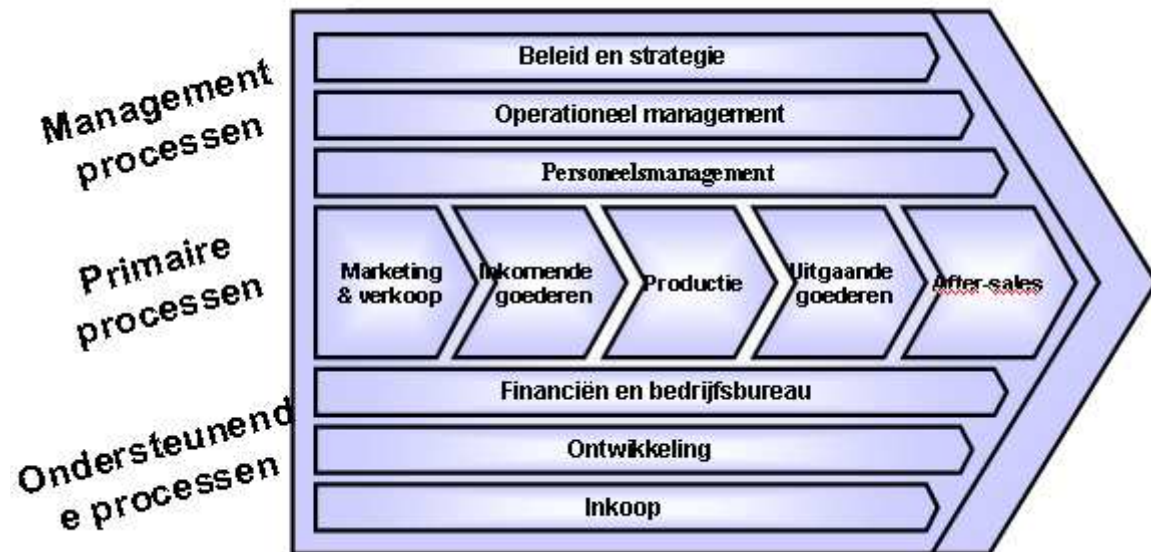 Management
processen
Beleid en strategie
Operationeel management
Personeelsmanagement
Primaire
processen
Marketing
& verkoop
Inkomende
goederen
Productie
Uitgaande
goederen
After-sales
Ondersteunend
e processen
Financiën en bedrijfsbureau
Ontwikkeling
Inkoop